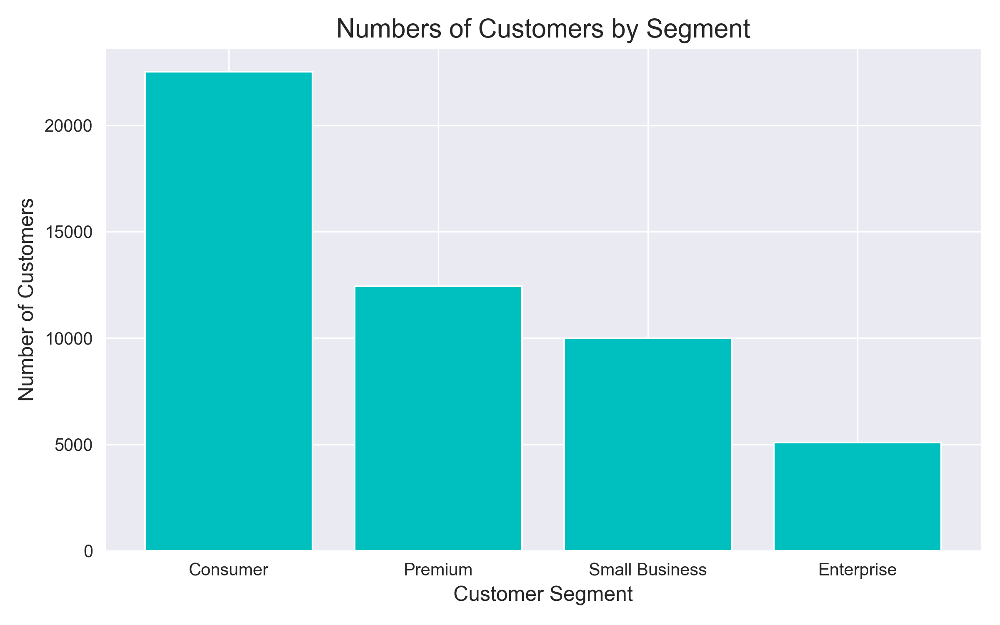 Numbers of Customers by Segment
Number of Customers
20000
15000
10000
5000
0
Consumer Premium Small Business Enterprise
Customer Segment